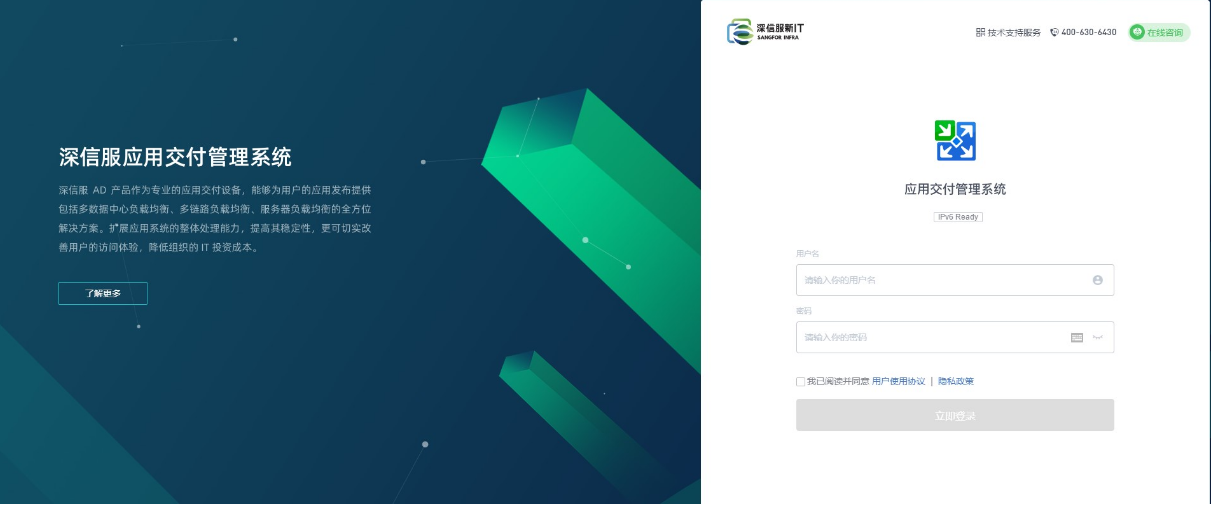 深信服应用交付管理系统
深信服 AD 产品作为专业的应用交付设备，能够为用户的应用发布提供
包括多数据中心负载均衡、多链路负载均衡、服务器负载均衡的全方位
解决方案。扩展应用系统的整体处理能力，提高其稳定性，更可切实改
善用户的访问体验，降低组织的 IT 投资成本。
了解更多
深信服新IT
SANGFOR INFRA
技术支持服务 400-630-6430 在线咨询
应用交付管理系统
IPv6 Ready
用户名
请输入你的用户名
密码
请输入你的密码
我已阅读并同意 用户使用协议 | 隐私政策
立即登录